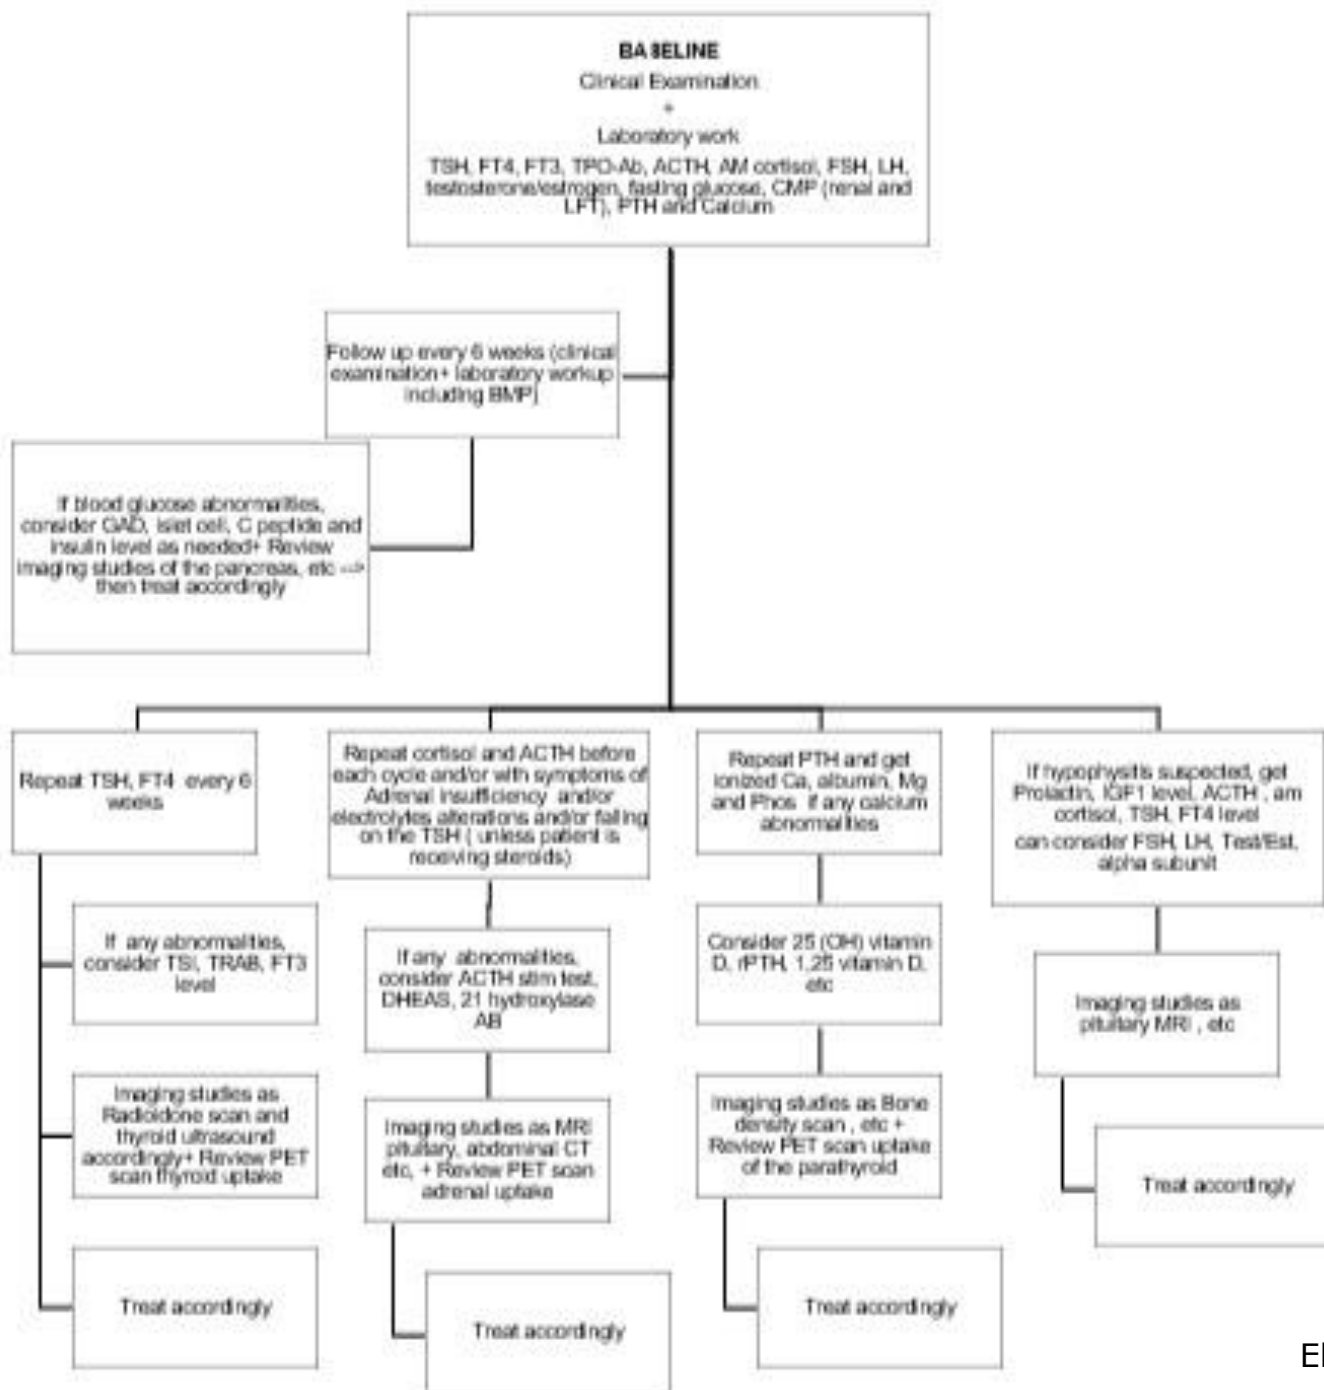 BASELINE
Clinical Examination
+
Laboratory work
TSH, FT4, FT3, TPO-Ab, ACTH, AM cortisol, FSH, LH,
testosterone/estrogen, fasting glucose, CMP (renal and
LFT), PTH and Calcium
Follow up every 6 weeks (clinical
examination+ laboratory workup
including BMP)
If blood glucose abnormalities,
consider GAD, islet cell, C peptide and
insulin level as needed+ Review
imaging studies of the pancreas, etc -->
then treat accordingly
Repeat TSH, FT4 every 6
weeks
If any abnormalities,
consider TSI, TRAB, FT3
level
Imaging studies as
Radioidone scan and
thyroid ultrasound
accordingly+ Review PET
scan thyroid uptake
Treat accordingly
Repeat cortisol and ACTH before
each cycle and/or with symptoms of
Adrenal insufficiency and/or
electrolytes alterations and/or falling
on the TSH ( unless patient is
receiving steroids)
If any abnormalities,
consider ACTH stim test,
DHEAS, 21 hydroxylase
AB
Imaging studies as MRI
pituitary, abdominal CT
etc, + Review PET scan
adrenal uptake
Treat accordingly
Repeat PTH and get
ionized Ca, albumin, Mg
and Phos if any calcium
abnormalities
Consider 25 (OH) vitamin
D, rPTH, 1,25 vitamin D,
etc
Imaging studies as Bone
density scan , etc +
Review PET scan uptake
of the parathyroid
Treat accordingly
If hypophysitis suspected, get
Prolactin, IGF1 level, ACTH , am
cortisol, TSH, FT4 level
can consider FSH, LH, Test/Est,
alpha subunit
Imaging studies as
pituitary MRI , etc
Treat accordingly